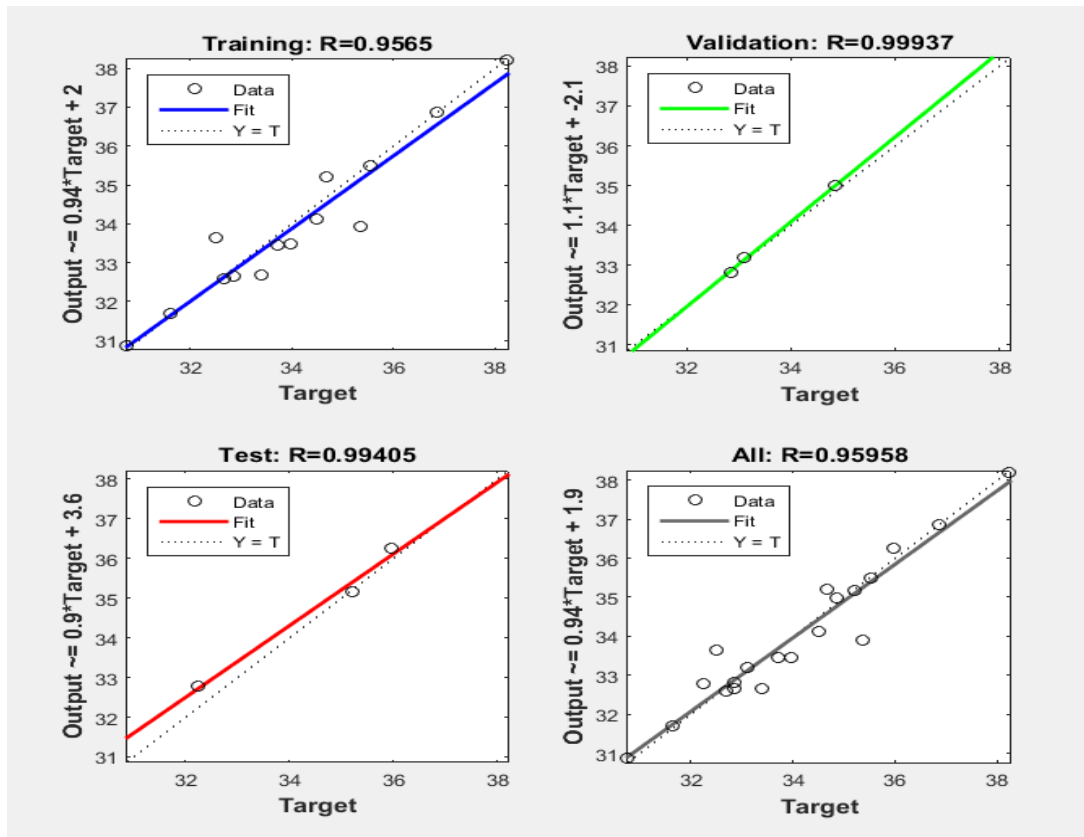 Training: R=0.9565
Output ~= 0.94*Target + 2
38
37
36
35
34
33
32
31
Data
Fit
Y = T
32
34
36
38
Target
Validation: R=0.99937
Output ~= 1.1*Target + -2.1
38
37
36
35
34
33
32
31
Data
Fit
Y = T
32
34
36
38
Target
Test: R=0.99405
Output ~= 0.9*Target + 3.6
38
37
36
35
34
33
32
31
Data
Fit
Y = T
32
34
36
38
Target
All: R=0.95958
Output ~= 0.94*Target + 1.9
38
37
36
35
34
33
32
31
Data
Fit
Y = T
32
34
36
38
Target